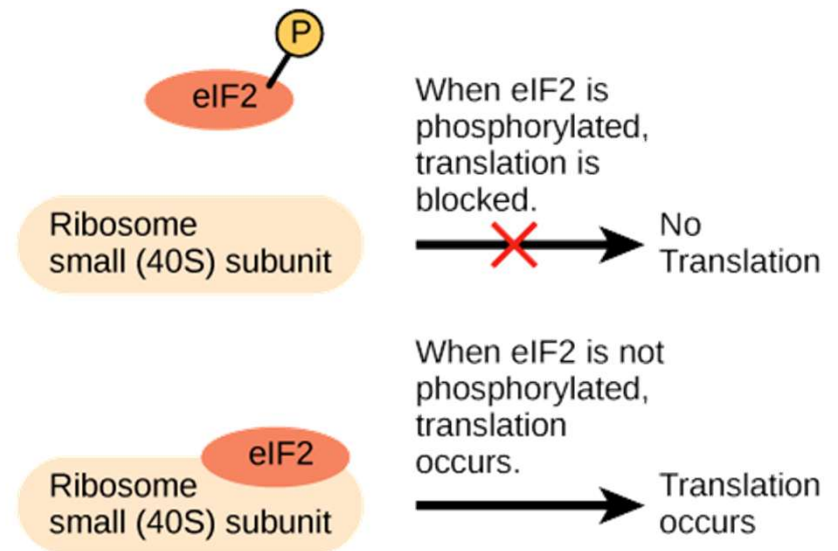 P
eIF2
When eIF2 is
phosphorylated,
translation is
blocked.
Ribosome
small (40S) subunit
No
Translation
When eIF2 is not
phosphorylated,
translation
occurs.
eIF2
Ribosome
small (40S) subunit
Translation
occurs